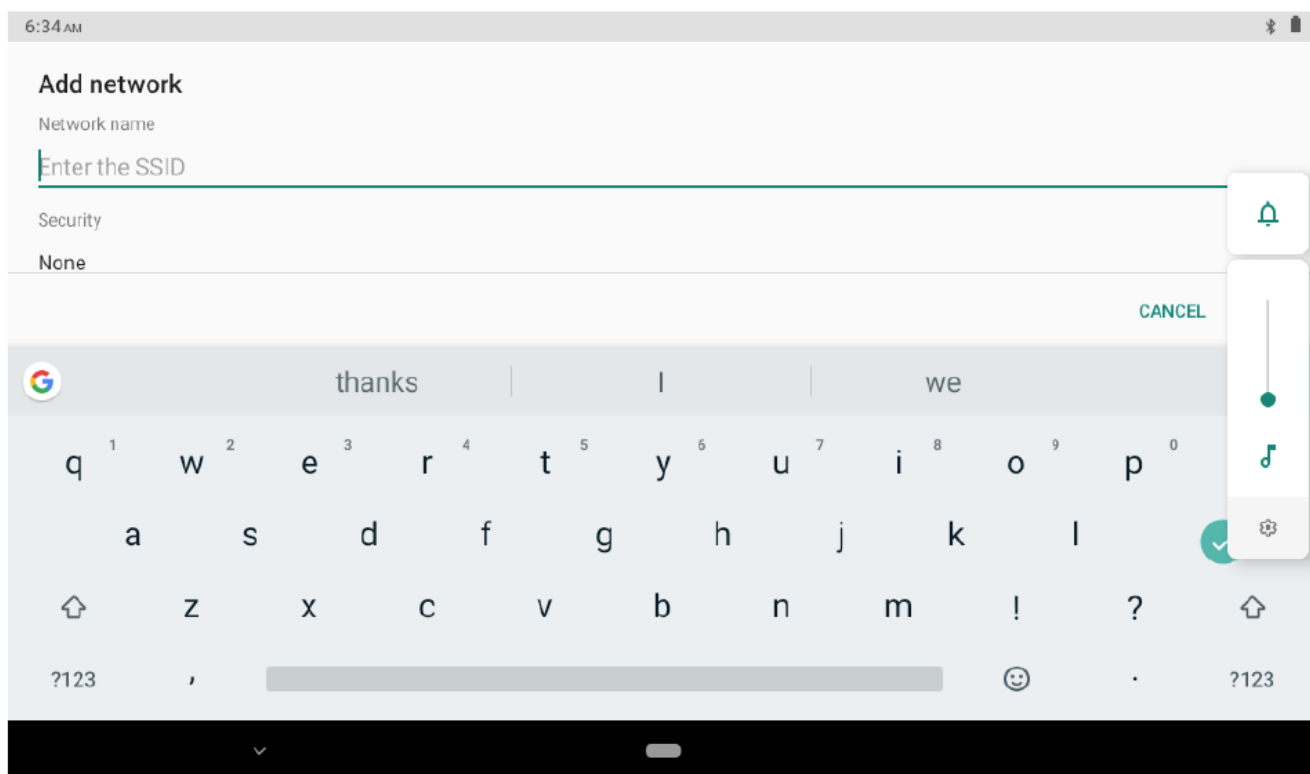 6:34 AM
Add network
Network name
Enter the SSID
Security
None
CANCEL
G
thanks I we
q 1 w 2 e 3 r 4 t 5 y 6 u 7 i 8 o 9 p 0
a s d f g h j k l
z x c v b n m ! ?
?123 , . ?123